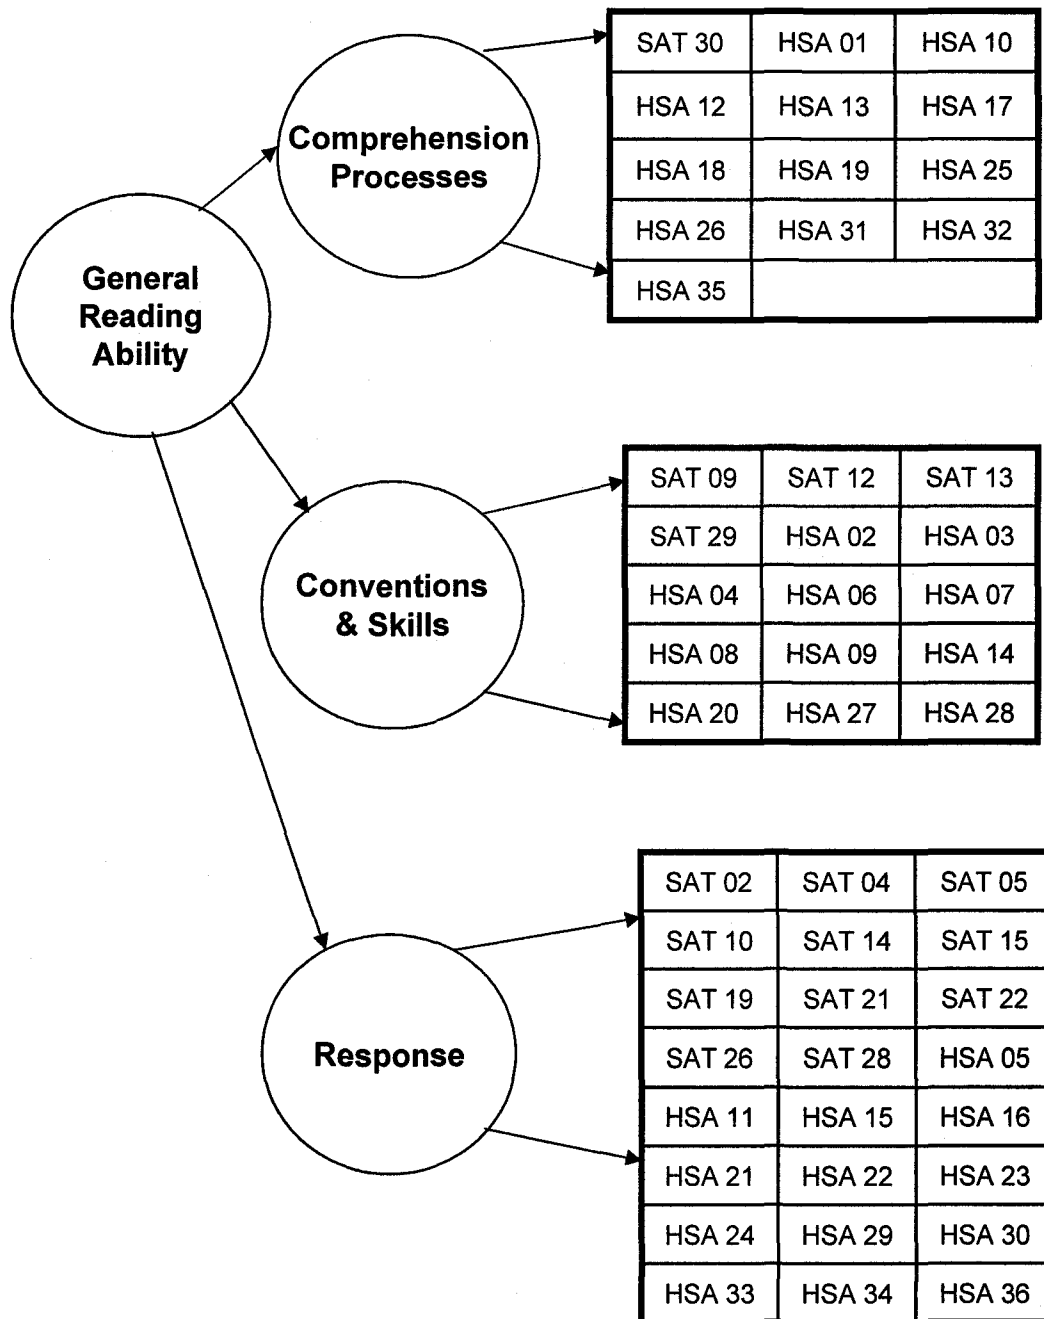 SAT 30 HSA 01 HSA 10
HSA 12 HSA 13 HSA 17
HSA 18 HSA 19 HSA 25
HSA 26 HSA 31 HSA 32
HSA 35
Comprehension
Processes
General
Reading
Ability
SAT 09 SAT 12 SAT 13
SAT 29 HSA 02 HSA 03
HSA 04 HSA 06 HSA 07
HSA 08 HSA 09 HSA 14
HSA 20 HSA 27 HSA 28
Conventions
& Skills
SAT 02 SAT 04 SAT 05
SAT 10 SAT 14 SAT 15
SAT 19 SAT 21 SAT 22
SAT 26 SAT 28 HSA 05
HSA 11 HSA 15 HSA 16
HSA 21 HSA 22 HSA 23
HSA 24 HSA 29 HSA 30
HSA 33 HSA 34 HSA 36
Response